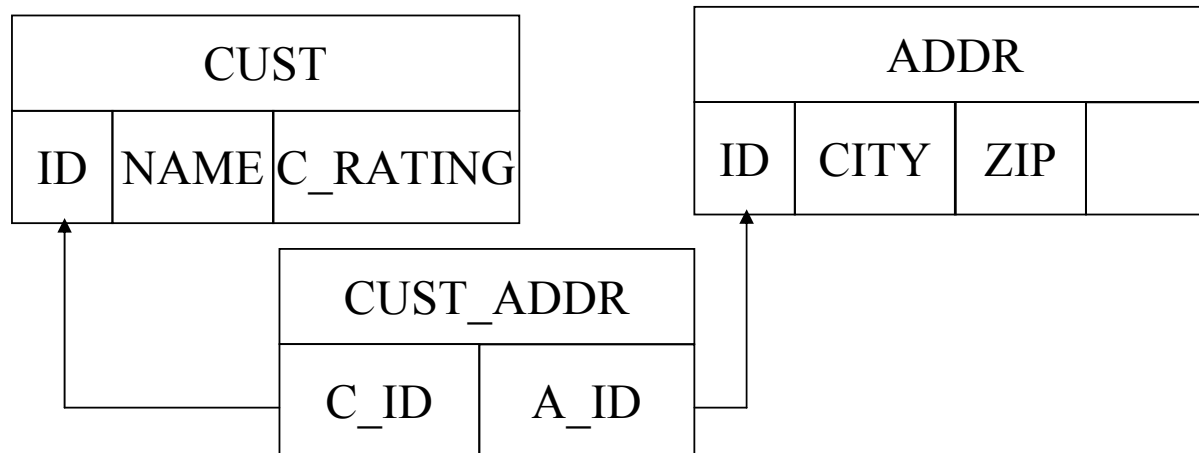 CUST
ID NAME C_RATING
ADDR
ID CITY ZIP
CUST_ADDR
C_ID A_ID